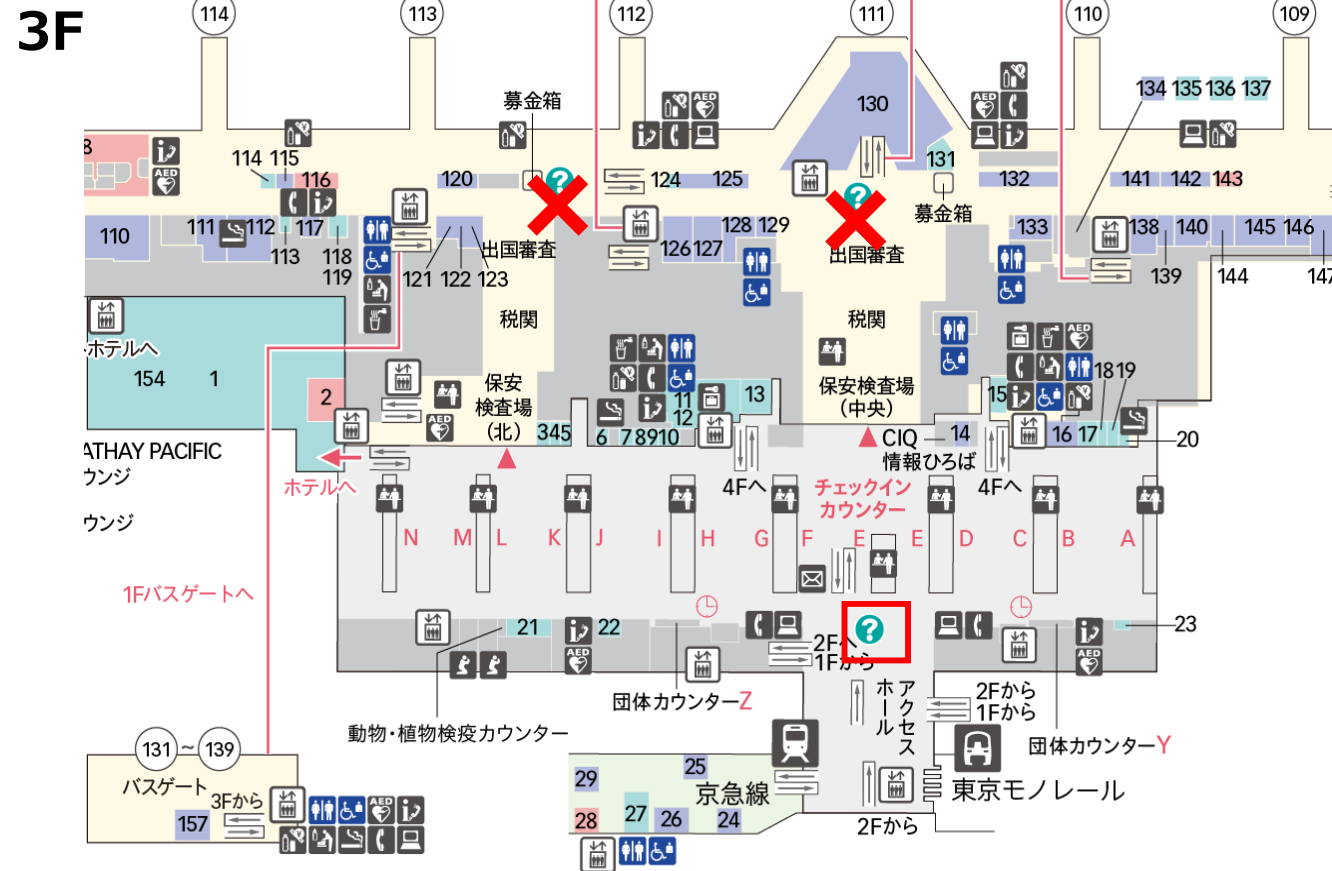 3F
114
113
112
111
110
109
募金箱
130
134 135 136 137
8
114 115
116
120
124
125
131
132
141 142 143
募金箱
110
111
112
117
113
118
119
121 122 123
出国審査
126 127
128 129
出国審査
133
138
140
145 146
139
144
147
ホテルへ
154
1
2
税関
税関
保安
検査場
(北)
保安検査場
(中央)
345
6
7 8 9 10
11
12
13
15
18 19
16 17
20
CIQ
情報ひろば
14
ATHAY PACIFIC
ウンジ
ウンジ
ホテルへ
4Fへ
チェックイン
カウンター
4Fへ
N M L K J I H G F E E D C B A
1Fバスゲートへ
21
22
23
2Fへ
1Fから
団体カウンターZ
動物・植物検疫カウンター
アクセス
ホール
2Fから
1Fから
団体カウンターY
131 ~ 139
バスゲート
3Fから
157
29
25
京急線
28
27
26
24
東京モノレール
2Fから
AED
AED
AED
AED
AED
AED
AED
AED
AED